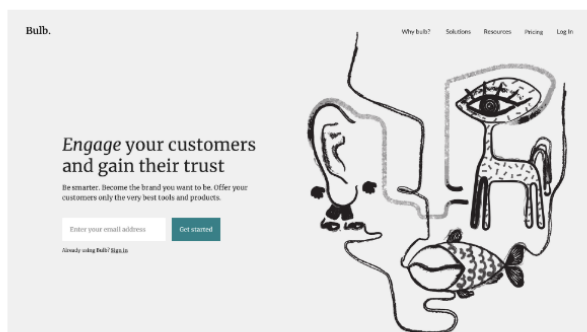 Bulb.
Why bulb? Solutions Resources Pricing Log In
Engage your customers
and gain their trust
Be smarter. Become the brand you want to be. Offer your
customers only the very best tools and products.
Enter your email address Get started
Already using Bulb? Sign in